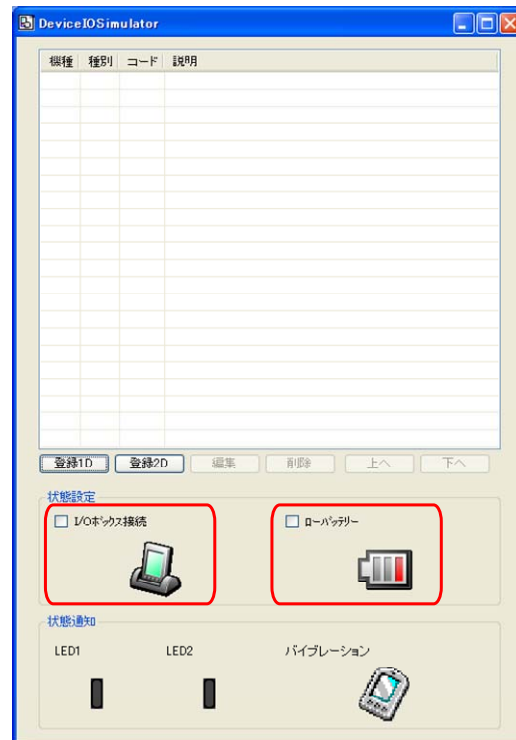 DeviceIOSimulator
機種 種別 コード 説明
登録1D 登録2D 編集 削除 上へ 下へ
状態設定
I/Oボックス接続 ローバッテリー
状態通知
LED1 LED2 バイブレーション